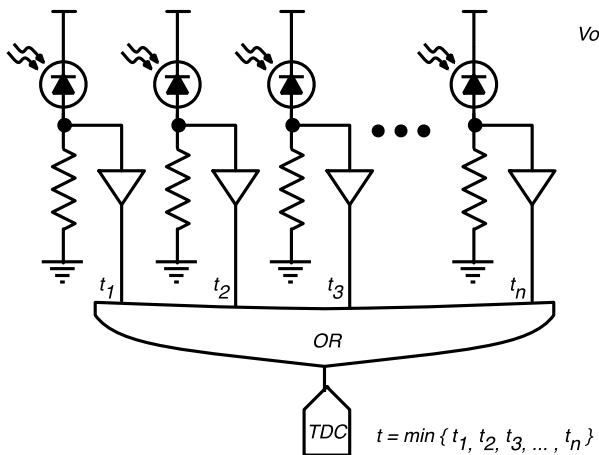 Vo
t1
t2
t3
tn
OR
TDC
t = min { t1, t2, t3, ... , tn }